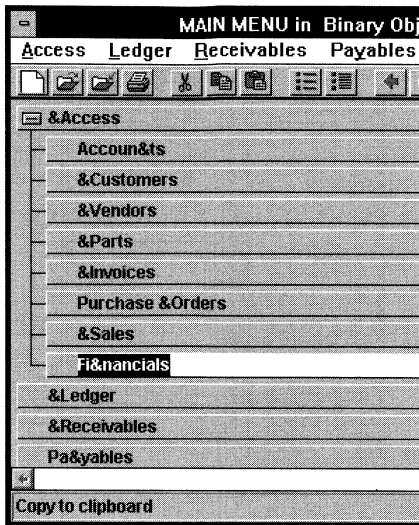 MAIN MENU in Binary Obj
Access Ledger Receivables Payables
&Access
Accoun&ts
&Customers
&Vendors
&Parts
&Invoices
Purchase &Orders
&Sales
Fi&nancials
&Ledger
&Receivables
Pa&yables
Copy to clipboard